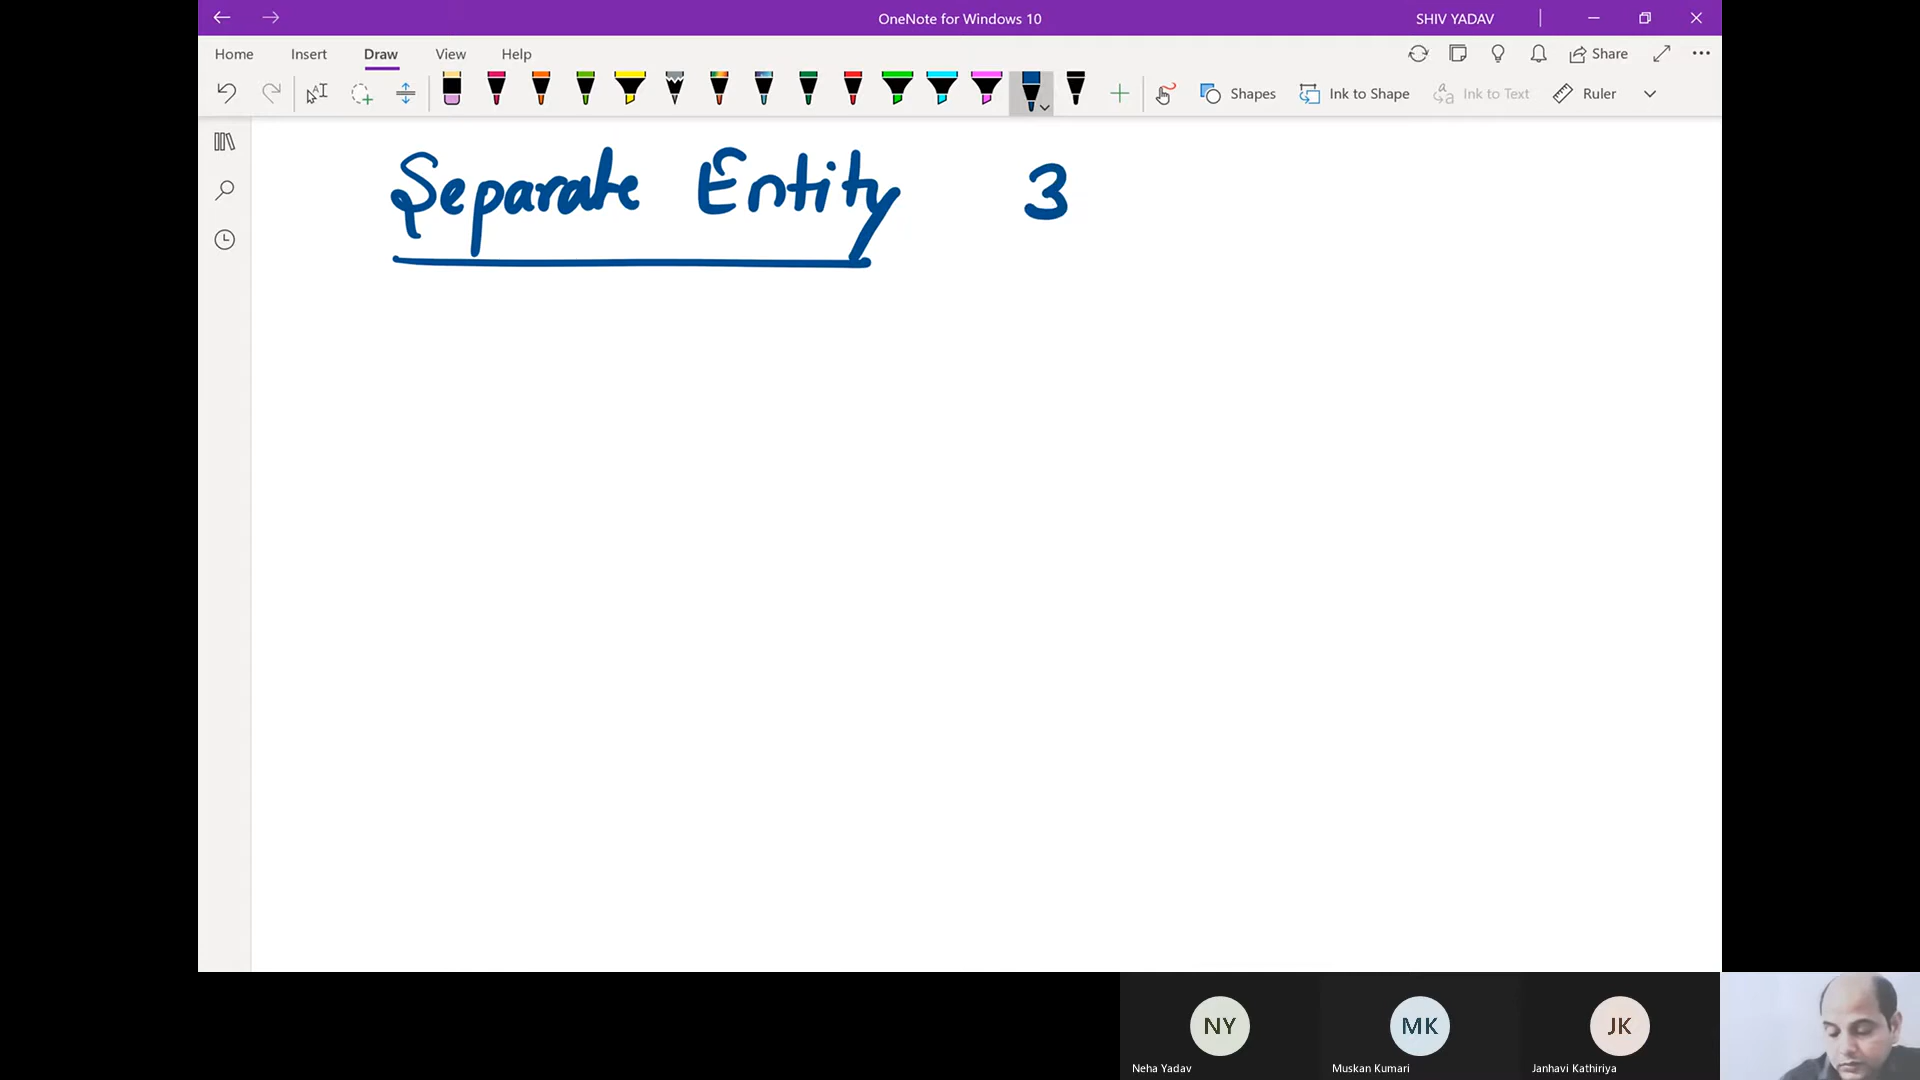 OneNote for Windows 10
SHIV YADAV
Home Insert Draw View Help
Share
Shapes Ink to Shape Ink to Text Ruler
Separate Entity 3
NY MK JK
Neha Yadav Muskan Kumari Janhavi Kathiriya